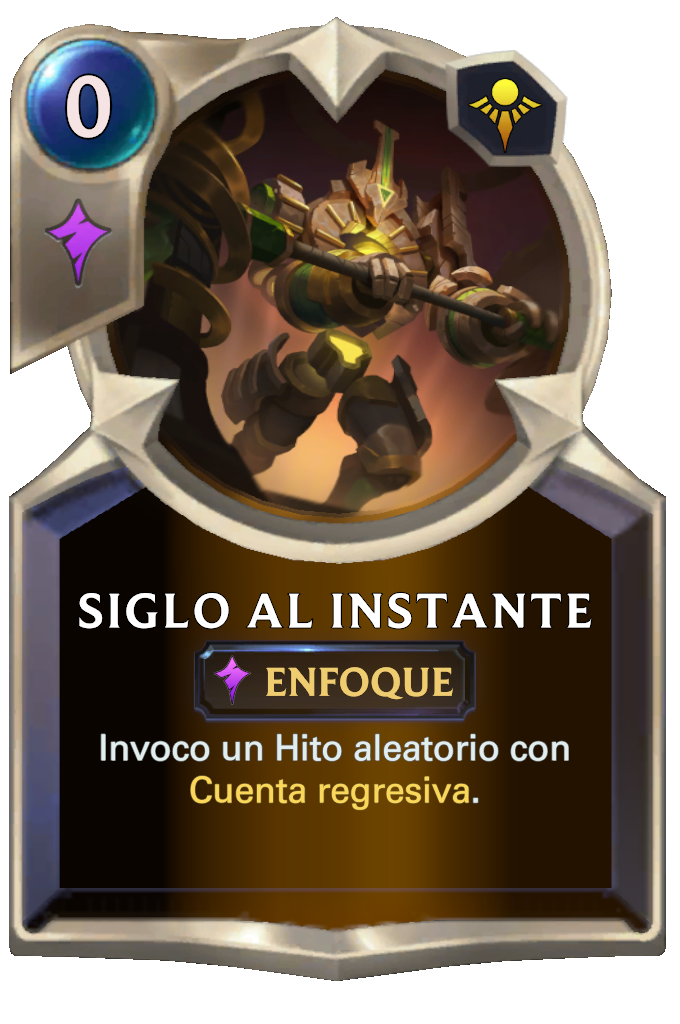 0
SIGLO AL INSTANTE
ENFOQUE
Invoco un Hito aleatorio con
Cuenta regresiva.